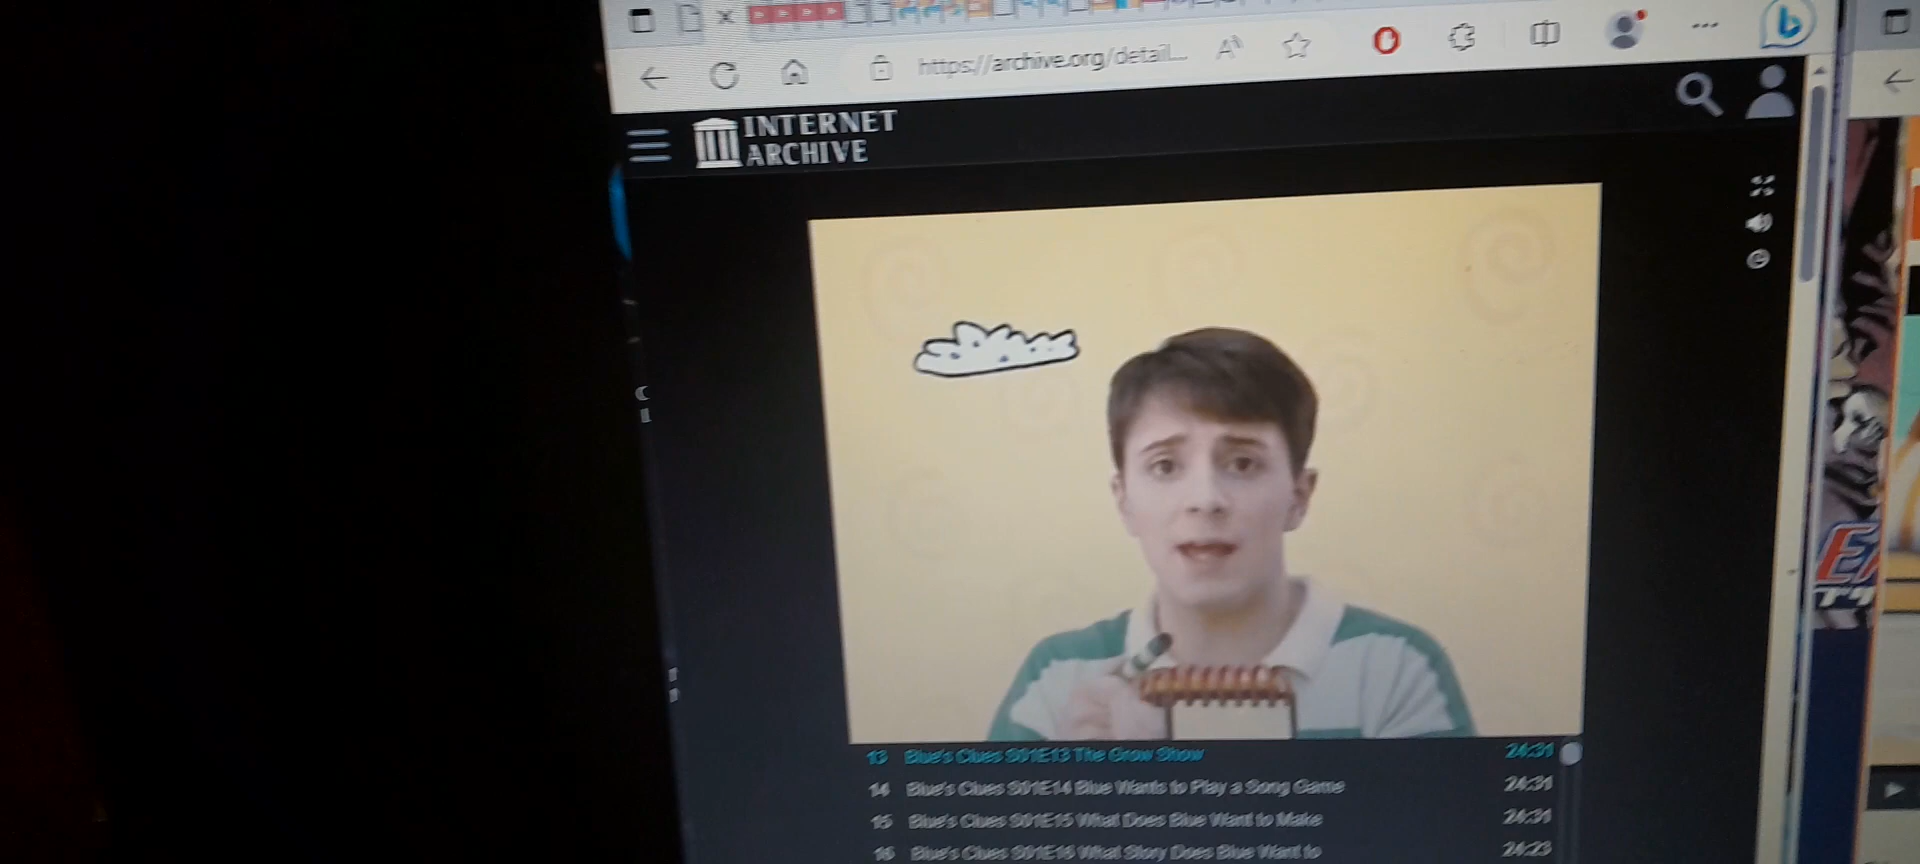 https://archive.org/detail...
INTERNET
ARCHIVE
13 Blue's Clues S01E13 The Grow Show 24:31
14 Blue's Clues S01E14 Blue Wants to Play a Song Game 24:31
15 Blue's Clues S01E15 What Does Blue Want to Make 24:31
16 Blue's Clues S01E16 What Story Does Blue Want to 24:23